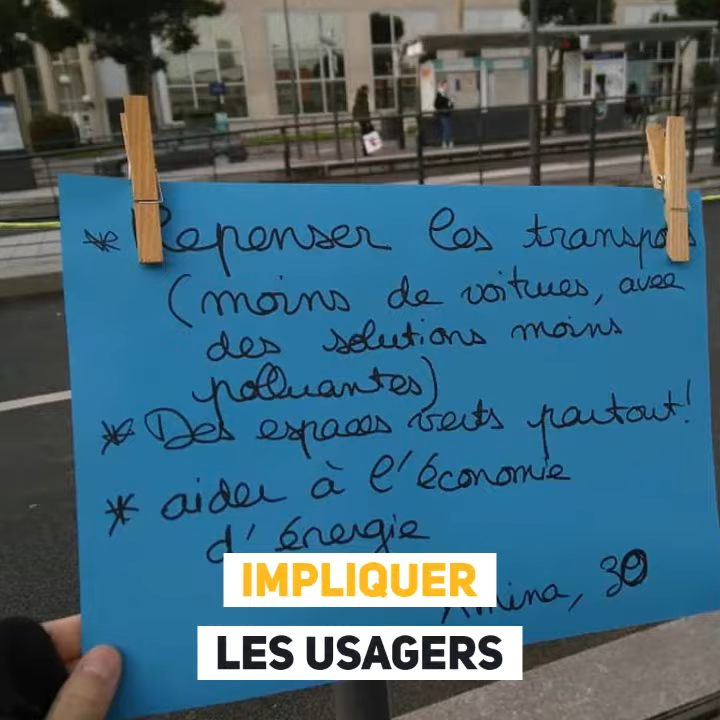 * Repenser les transpo
(moins de voitures, avec
des solutions moins
polluantes)
* Des espaces verts partout!
* aider à l'économie
d'énergie
Amina, 30
IMPLIQUER
LES USAGERS